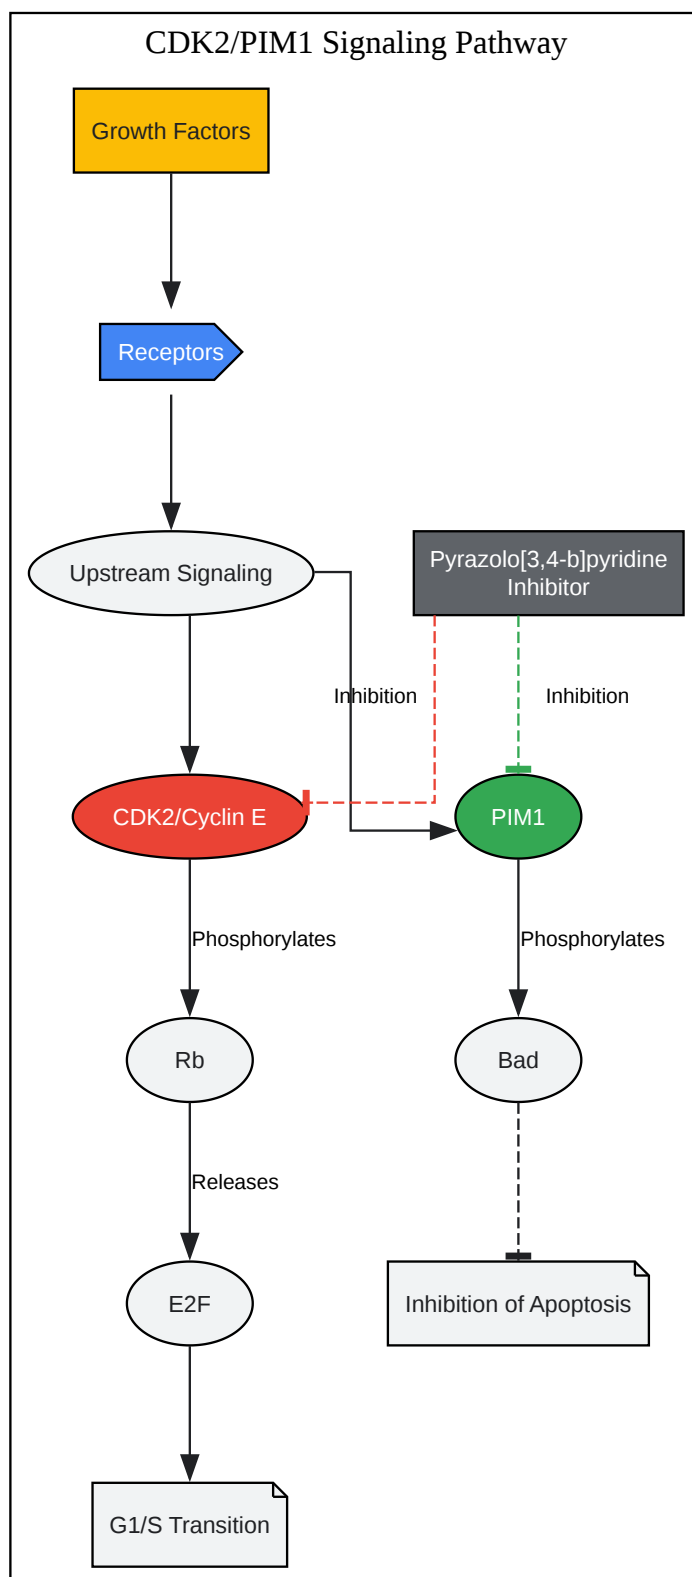 CDK2/PIM1 Signaling Pathway
Growth Factors
Receptors
Upstream Signaling
Pyrazolo[3,4-b]pyridine
Inhibitor
Inhibition
Inhibition
CDK2/Cyclin E
PIM1
Phosphorylates
Phosphorylates
Rb
Bad
Releases
E2F
Inhibition of Apoptosis
G1/S Transition